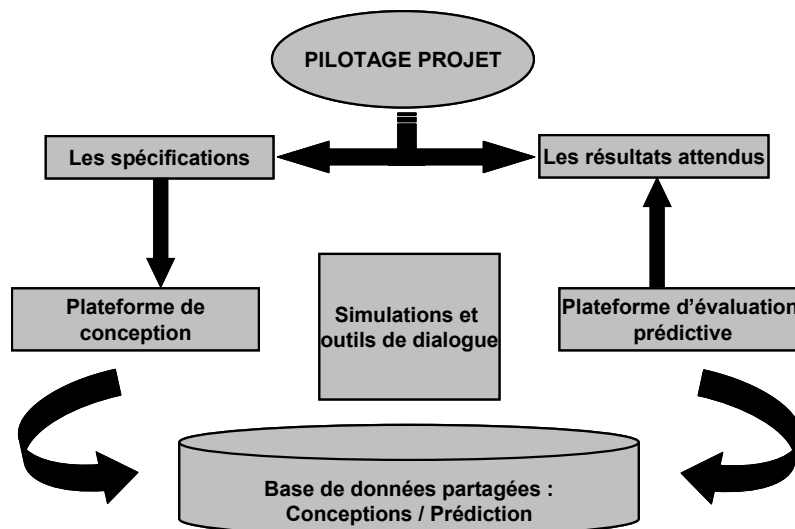 PILOTAGE PROJET
Les spécifications
Les résultats attendus
Plateforme de
conception
Simulations et
outils de dialogue
Plateforme d'évaluation
prédictive
Base de données partagées :
Conceptions / Prédiction